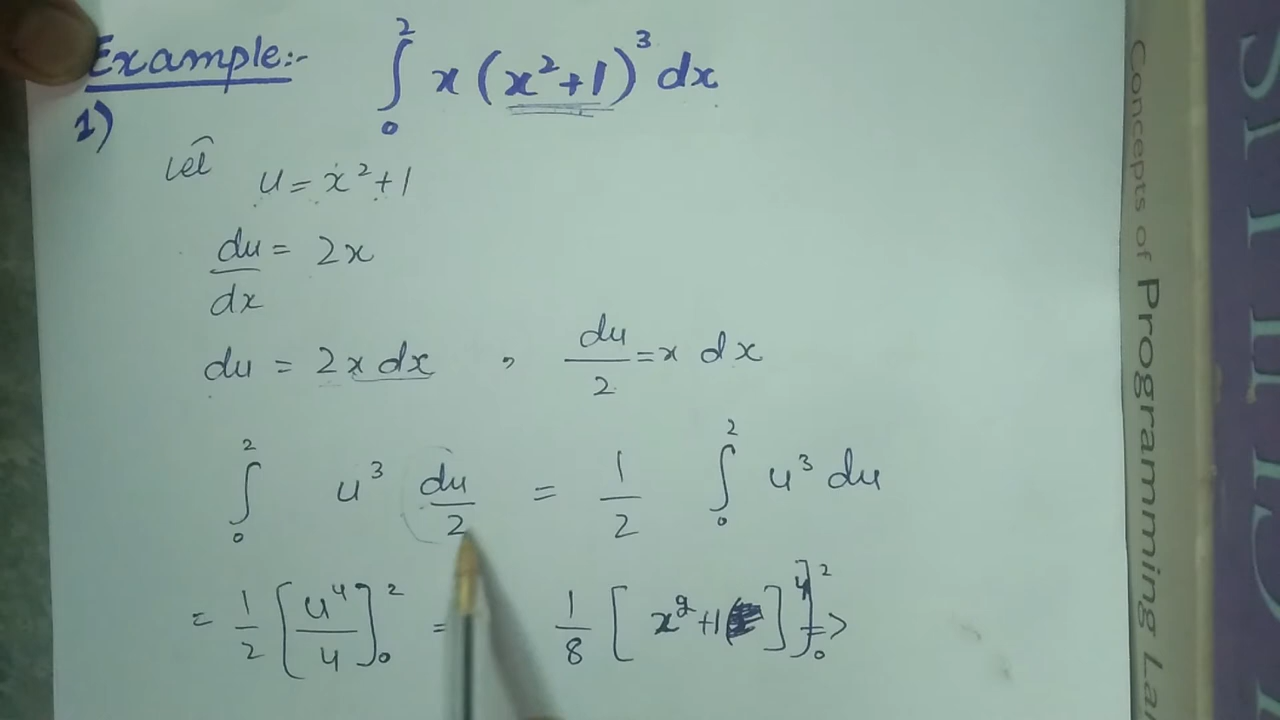 Example:- ∫₀² x (x²+1)³ dx
1)
let u = x²+1
du/dx = 2x
du = 2x dx , du/2 = x dx
∫₀² u³ du/2 = 1/2 ∫₀² u³ du
= 1/2 [u⁴/4]₀² = 1/8 [x²+1]⁴]₀² =>
Concepts of Programming La